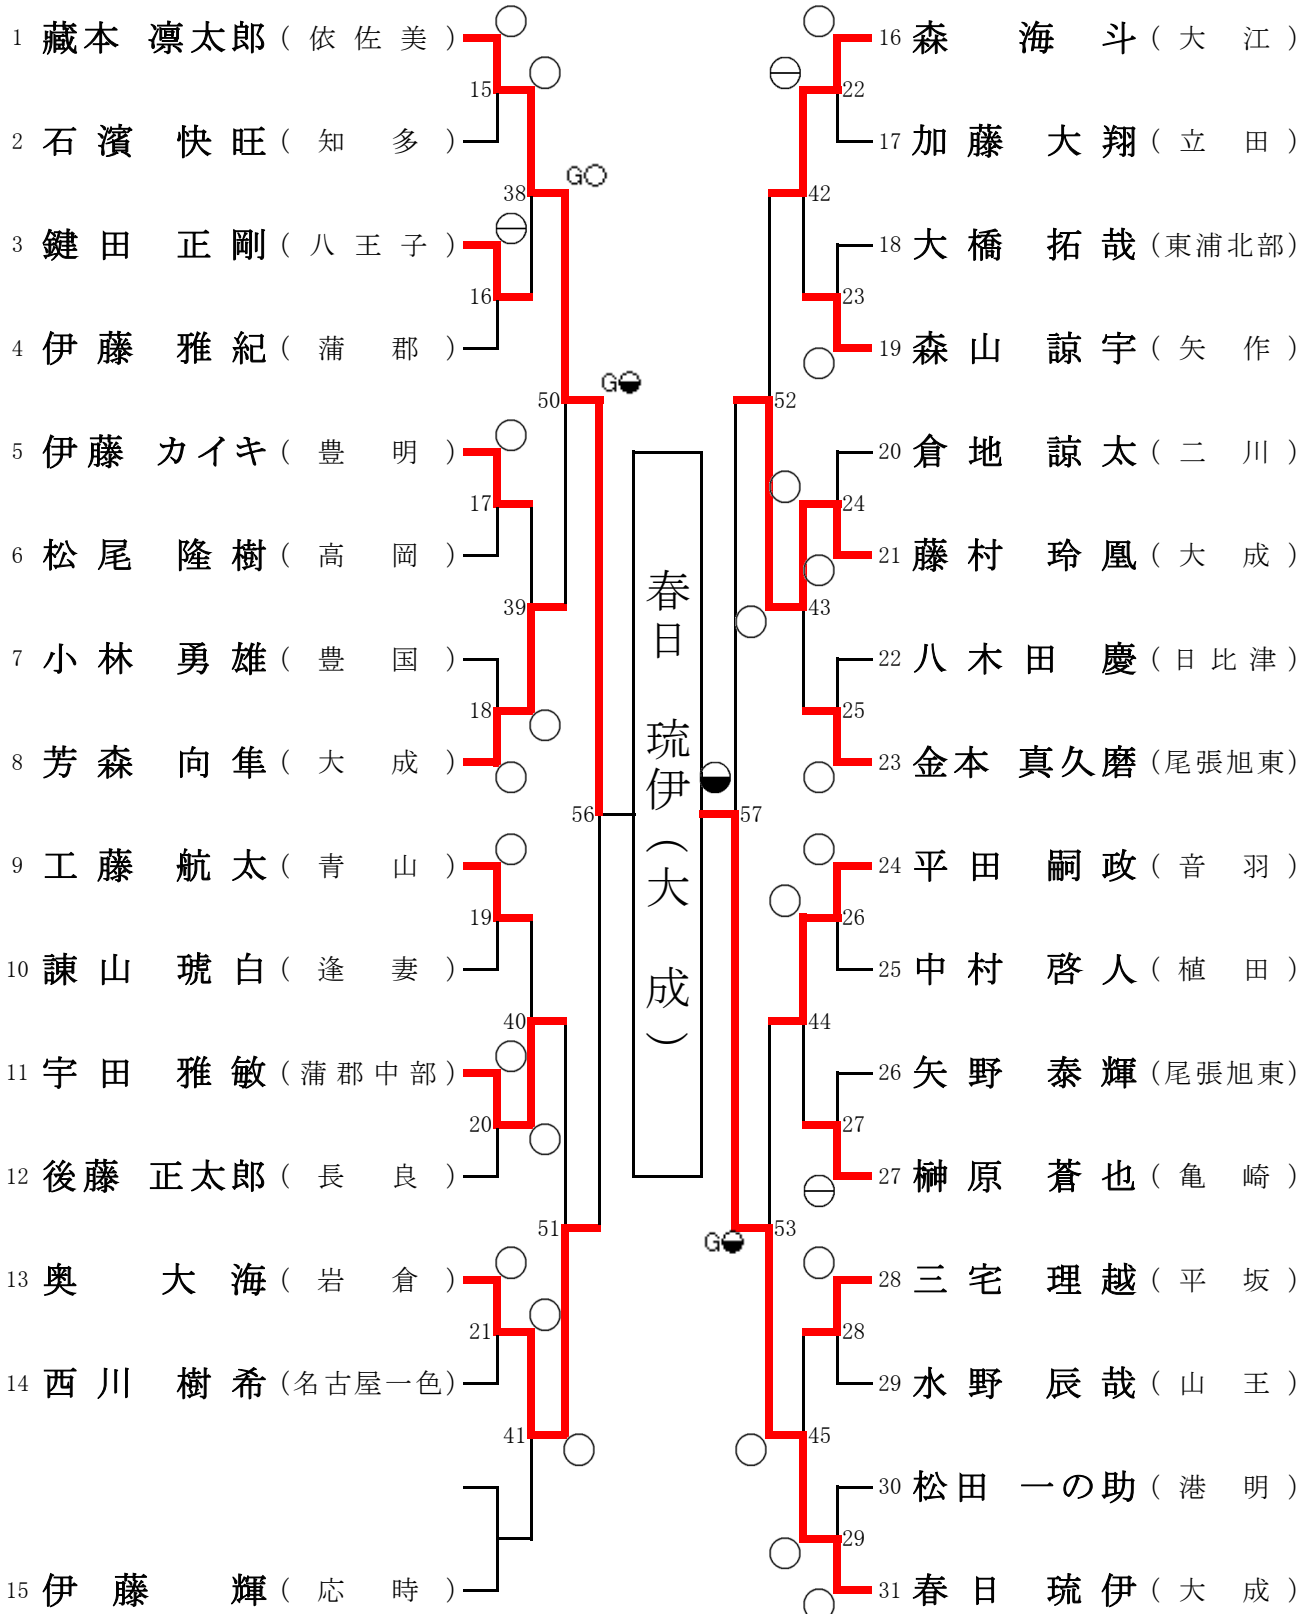 1 藏本 凛太郎 ( 依 佐 美 )
15
2 石 濱 快 旺 ( 知 多 )
38 G
3 鍵 田 正 剛 ( 八 王 子 )
16
4 伊 藤 雅 紀 ( 蒲 郡 )
50 G
5 伊藤 カイキ ( 豊 明 )
17
6 松 尾 隆 樹 ( 高 岡 )
39
7 小 林 勇 雄 ( 豊 国 )
18
8 芳 森 向 隼 ( 大 成 )
56
9 工 藤 航 太 ( 青 山 )
19
10 諌 山 琥 白 ( 逢 妻 )
40
11 宇 田 雅 敏 (蒲郡中部)
20
12 後藤 正太郎 ( 長 良 )
51
13 奥 大 海 ( 岩 倉 )
21
14 西 川 樹 希 (名古屋一色)
41
15 伊 藤 輝 ( 応 時 )
春日 琉伊(大 成)
16 森 海 斗 ( 大 江 )
22
17 加 藤 大 翔 ( 立 田 )
42
18 大 橋 拓 哉 (東浦北部)
23
19 森 山 諒 宇 ( 矢 作 )
52
20 倉 地 諒 太 ( 二 川 )
24
21 藤 村 玲 凰 ( 大 成 )
43
22 八 木 田 慶 ( 日 比 津 )
25
23 金本 真久磨 (尾張旭東)
57
24 平 田 嗣 政 ( 音 羽 )
26
25 中 村 啓 人 ( 植 田 )
44
26 矢 野 泰 輝 (尾張旭東)
27
27 榊 原 蒼 也 ( 亀 崎 )
53 G
28 三 宅 理 越 ( 平 坂 )
28
29 水 野 辰 哉 ( 山 王 )
45
30 松田 一の助 ( 港 明 )
29
31 春 日 琉 伊 ( 大 成 )